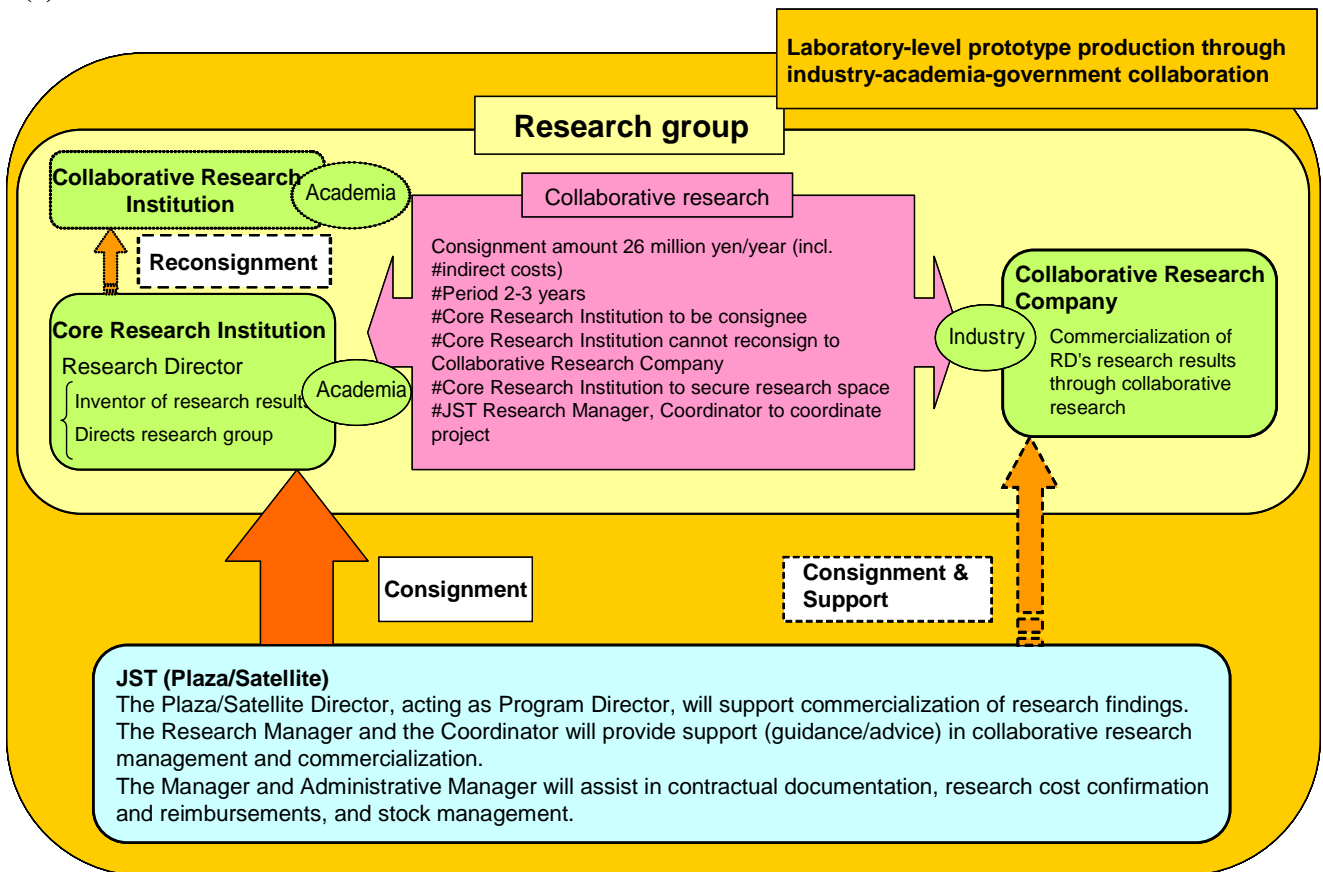 Laboratory-level prototype production through
industry-academia-government collaboration
Research group
Collaborative Research
Institution
Academia
Reconsignment
Core Research Institution
Research Director
Inventor of research results
Directs research group
Academia
Collaborative research
Consignment amount 26 million yen/year (incl.
#indirect costs)
#Period 2-3 years
#Core Research Institution to be consignee
#Core Research Institution cannot reconsign to
Collaborative Research Company
#Core Research Institution to secure research space
#JST Research Manager, Coordinator to coordinate
project
Industry
Collaborative Research
Company
Commercialization of
RD's research results
through collaborative
research
Consignment
Consignment &
Support
JST (Plaza/Satellite)
The Plaza/Satellite Director, acting as Program Director, will support commercialization of research findings.
The Research Manager and the Coordinator will provide support (guidance/advice) in collaborative research
management and commercialization.
The Manager and Administrative Manager will assist in contractual documentation, research cost confirmation
and reimbursements, and stock management.